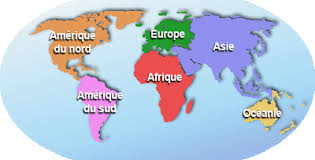 Amérique
du nord
Europe
Asie
Afrique
Amérique
du sud
Océanie